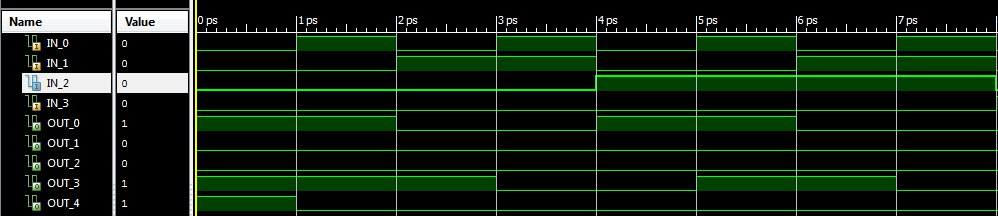 Name Value 0 ps 1 ps 2 ps 3 ps 4 ps 5 ps 6 ps 7 ps
IN_0 0
IN_1 0
IN_2 0
IN_3 0
OUT_0 1
OUT_1 0
OUT_2 0
OUT_3 1
OUT_4 1